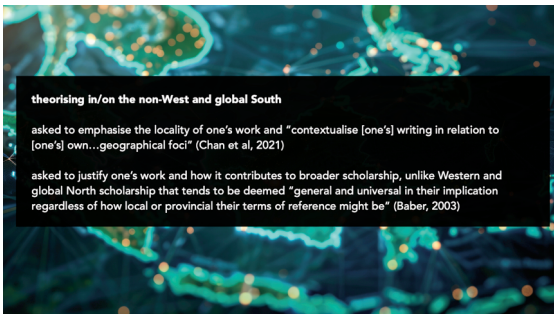 theorising in/on the non-West and global South
asked to emphasise the locality of one's work and “contextualise [one's] writing in relation to
[one's] own…geographical foci” (Chan et al, 2021)
asked to justify one's work and how it contributes to broader scholarship, unlike Western and
global North scholarship that tends to be deemed “general and universal in their implication
regardless of how local or provincial their terms of reference might be” (Baber, 2003)